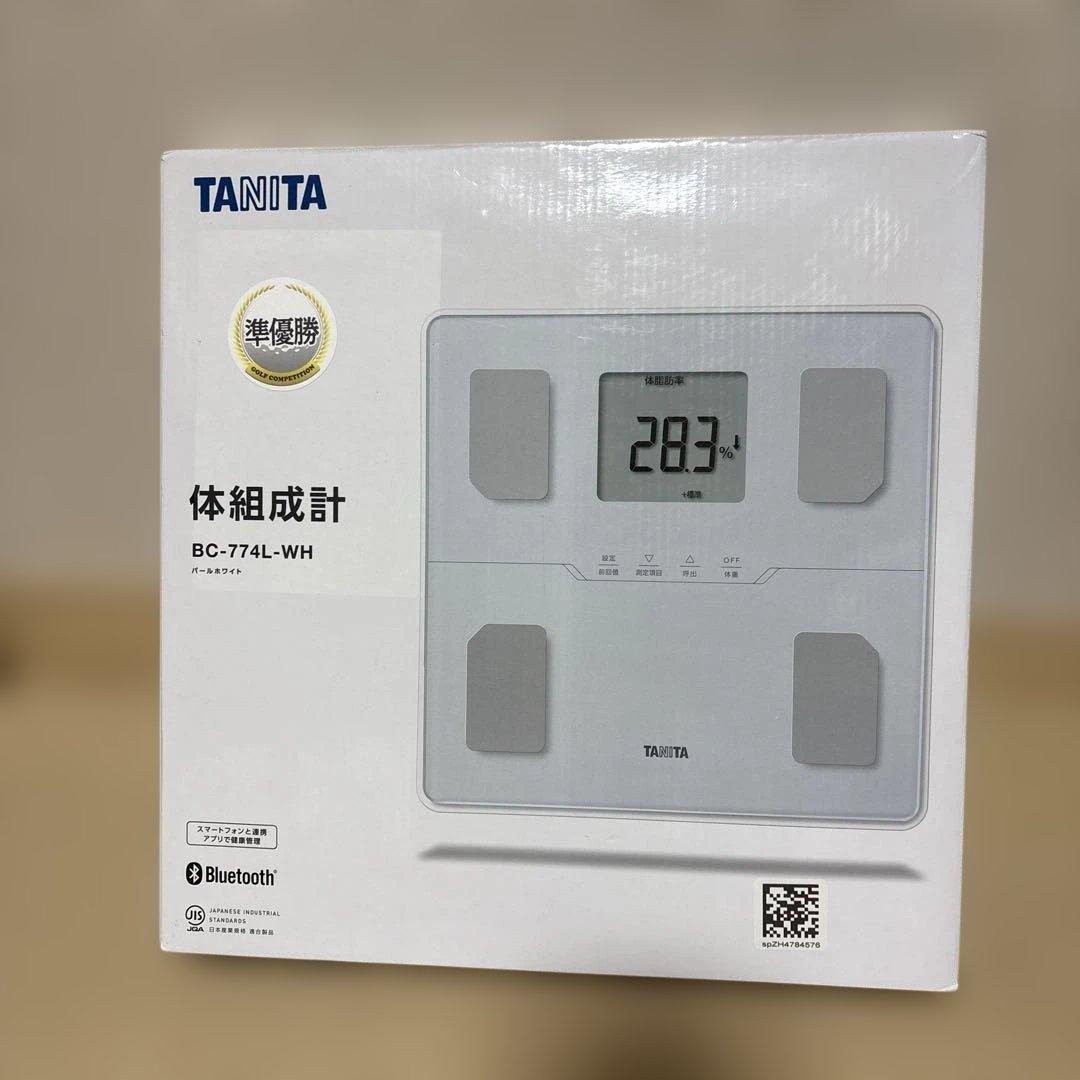 TANITA
準優勝
GOLF COMPETITION
体組成計
BC-774L-WH
パールホワイト
体脂肪率
28.3%
+標準
設定
前回値
▽
測定項目
△
呼出
OFF
体重
TANITA
スマートフォンと連携
アプリで健康管理
Bluetooth®
JIS
JQA
JAPANESE INDUSTRIAL
STANDARDS
日本産業規格 適合製品
spZH4784576